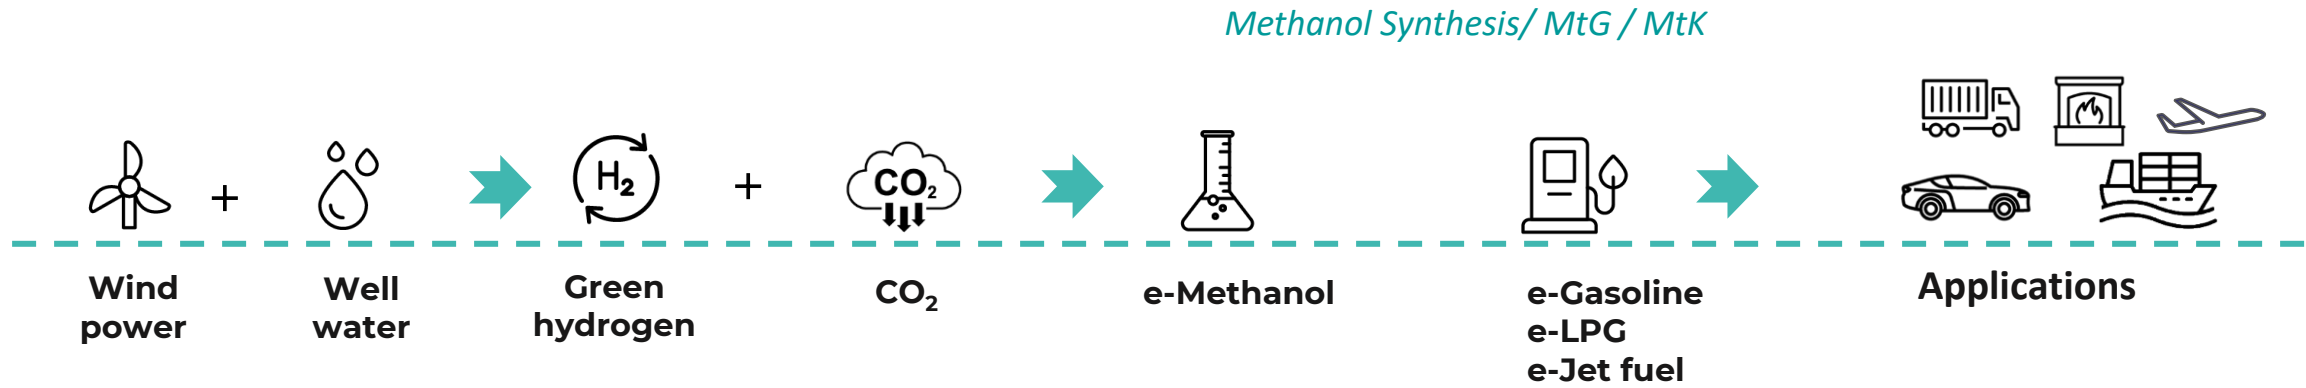 Methanol Synthesis/ MtG / MtK
+
H2
+
CO2
Wind
power
Well
water
Green
hydrogen
CO2
e-Methanol
e-Gasoline
e-LPG
e-Jet fuel
Applications